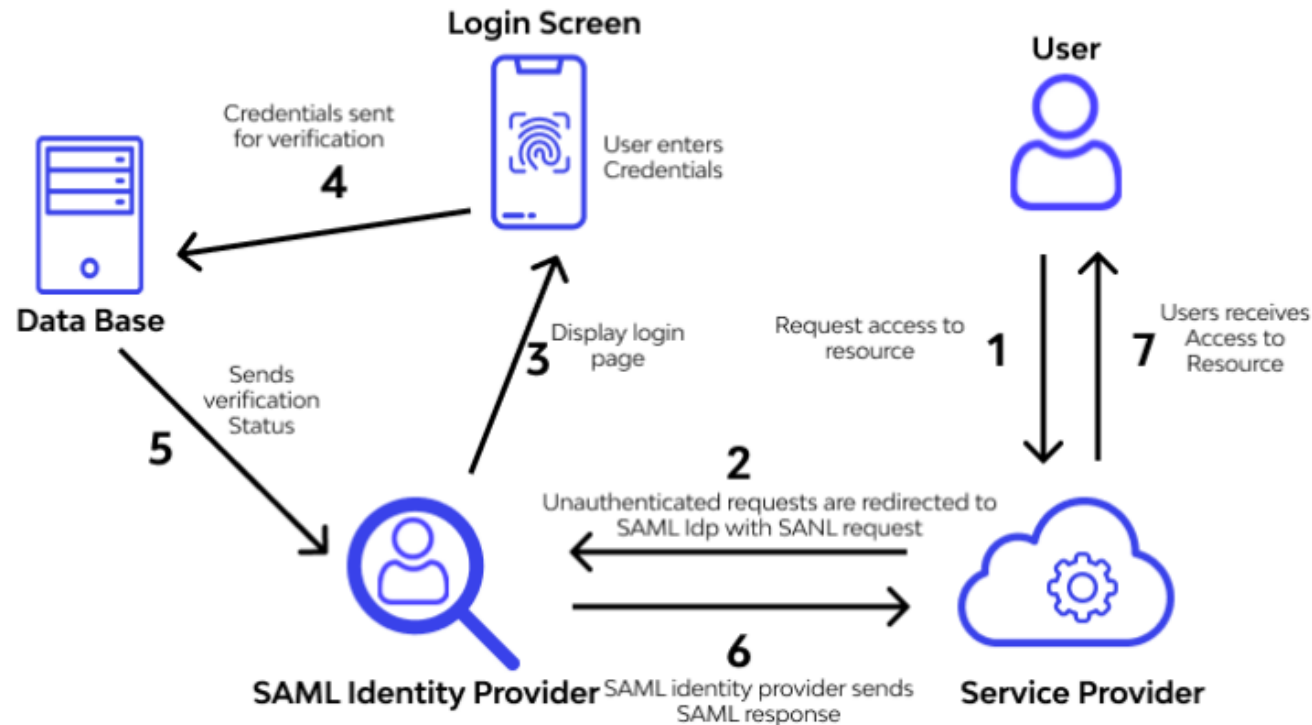 Login Screen
User
Credentials sent
for verification
4
User enters
Credentials
Data Base
Display login
page
3
Request access to
resource
1
7
Users receives
Access to
Resource
Sends
verification
Status
5
2
Unauthenticated requests are redirected to
SAML Idp with SANL request
6
SAML Identity Provider
SAML identity provider sends
SAML response
Service Provider